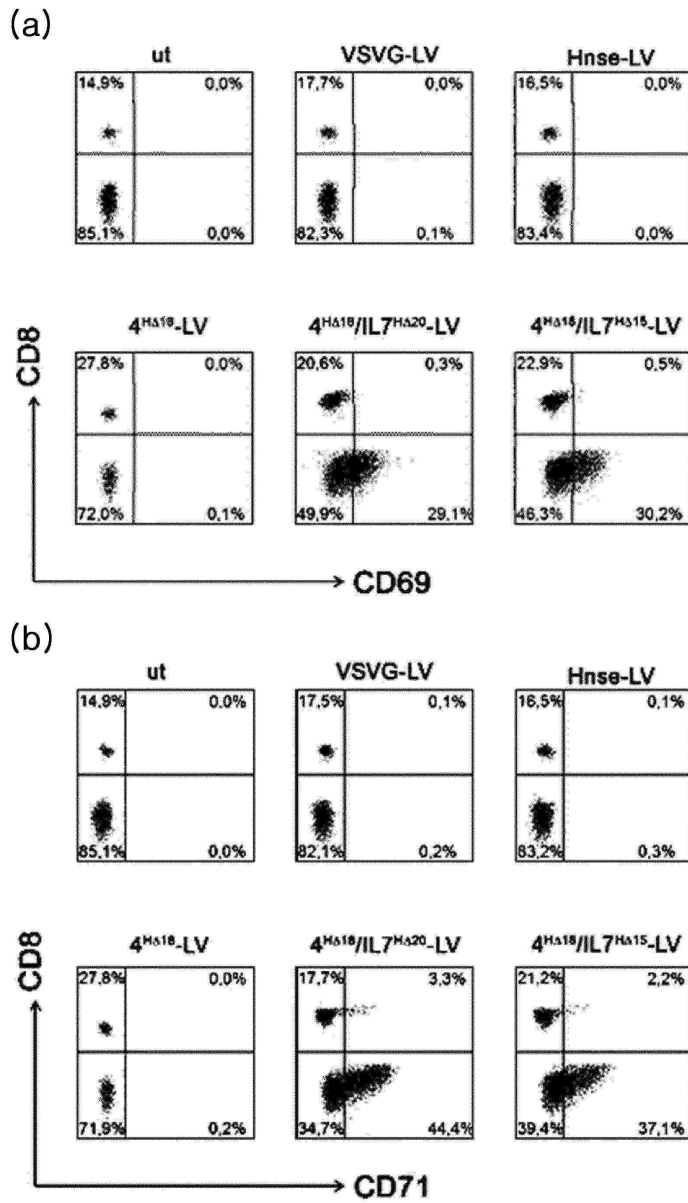 (a)
ut VSVG-LV Hnse-LV
14,9% 0,0% 17,7% 0,0% 16,5% 0,0%
85,1% 0,0% 82,3% 0,1% 83,4% 0,0%
4HΔ18-LV 4HΔ18/IL7HΔ20-LV 4HΔ18/IL7HΔ15-LV
27,8% 0,0% 20,6% 0,3% 22,9% 0,5%
CD8
72,0% 0,1% 49,9% 29,1% 46,3% 30,2%
CD69
(b)
ut VSVG-LV Hnse-LV
14,9% 0,0% 17,5% 0,1% 16,5% 0,1%
85,1% 0,0% 82,1% 0,2% 83,2% 0,3%
4HΔ18-LV 4HΔ18/IL7HΔ20-LV 4HΔ18/IL7HΔ15-LV
27,8% 0,0% 17,7% 3,3% 21,2% 2,2%
CD8
71,9% 0,2% 34,7% 44,4% 39,4% 37,1%
CD71